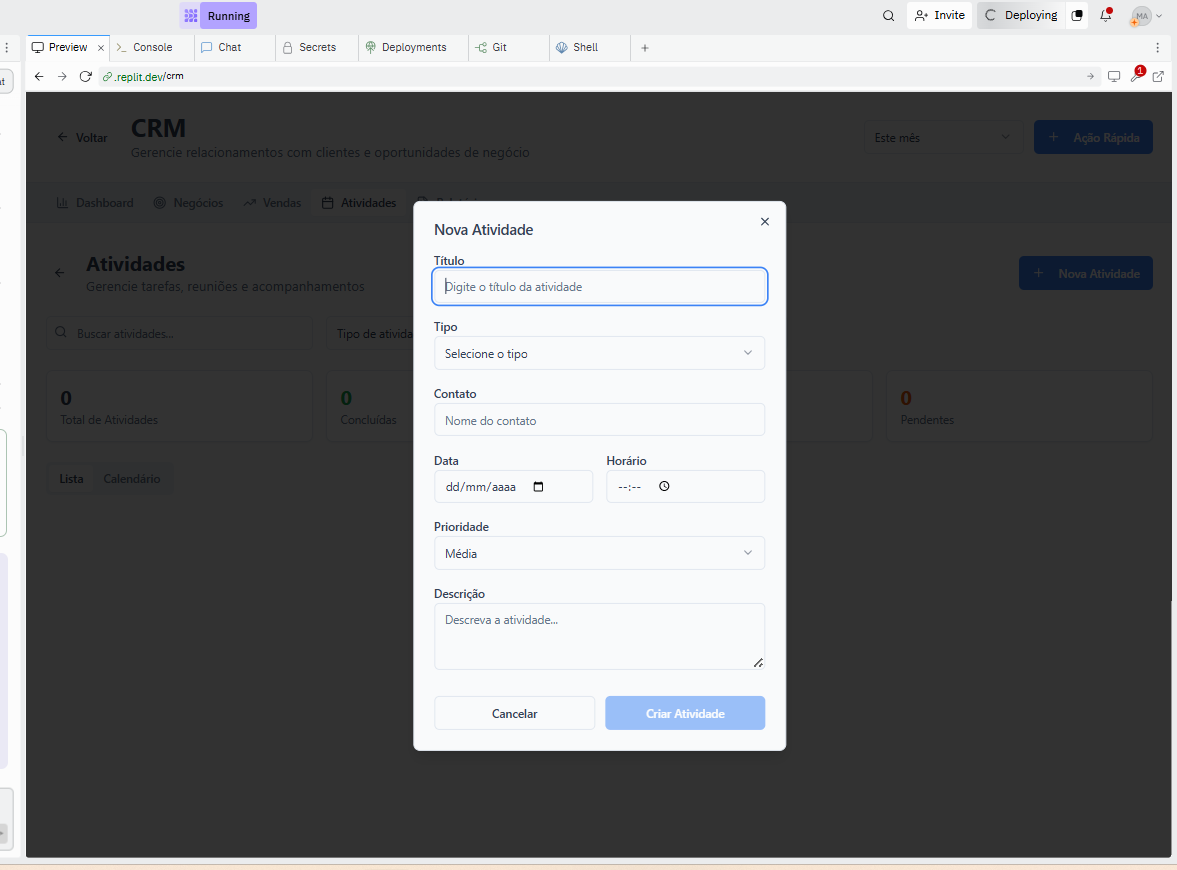 Running
Invite
Deploying
MA
Preview
Console
Chat
Secrets
Deployments
Git
Shell
.replit.dev/crm
1
Voltar
CRM
Gerencie relacionamentos com clientes e oportunidades de negócio
Este mês
Ação Rápida
Dashboard
Negócios
Vendas
Atividades
Atividades
Gerencie tarefas, reuniões e acompanhamentos
Nova Atividade
Buscar atividades...
Tipo de ativida
0
Total de Atividades
0
Concluídas
0
Pendentes
Lista
Calendário
Nova Atividade
Título
Digite o título da atividade
Tipo
Selecione o tipo
Contato
Nome do contato
Data
Horário
dd/mm/aaaa
--:--
Prioridade
Média
Descrição
Descreva a atividade...
Cancelar
Criar Atividade